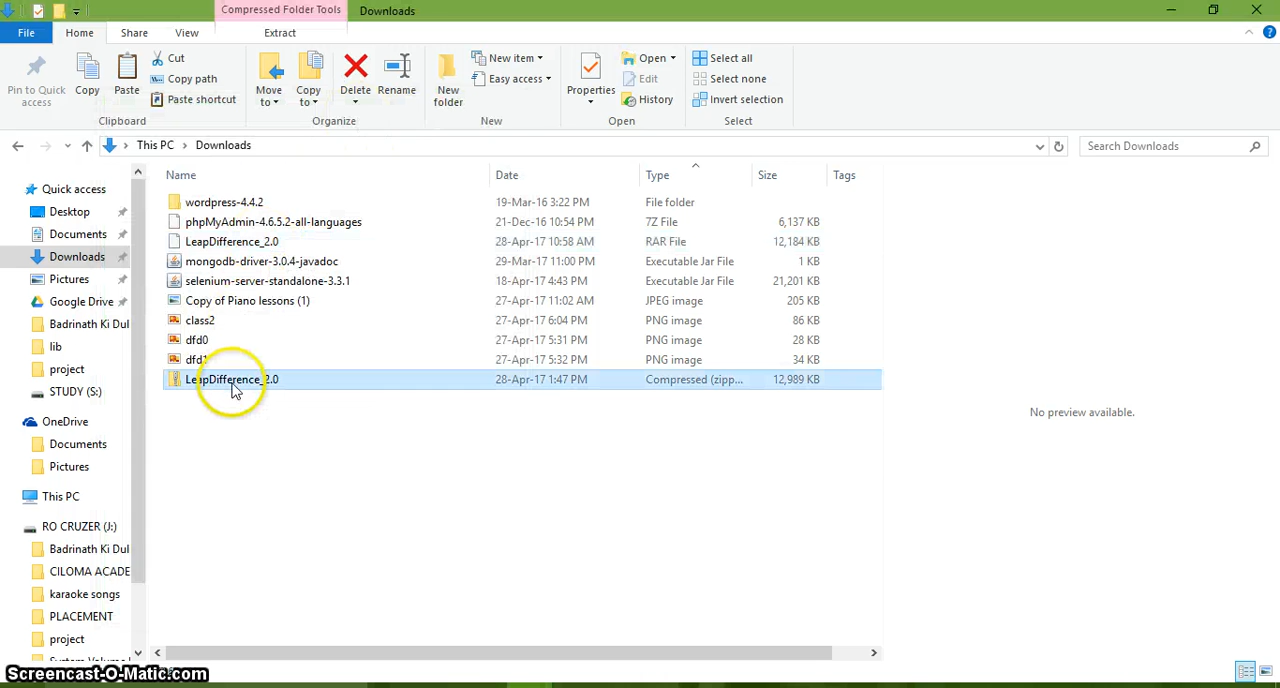 Compressed Folder Tools
Downloads
File
Home
Share
View
Extract
Pin to Quick access
Copy
Paste
Cut
Copy path
Paste shortcut
Clipboard
Move to
Copy to
Delete
Rename
Organize
New folder
New item
Easy access
New
Properties
Open
Edit
History
Open
Select all
Select none
Invert selection
Select
This PC > Downloads
Search Downloads
Name Date Type Size Tags
wordpress-4.4.2 19-Mar-16 3:22 PM File folder
phpMyAdmin-4.6.5.2-all-languages 21-Dec-16 10:54 PM 7Z File 6,137 KB
LeapDifference_2.0 28-Apr-17 10:58 AM RAR File 12,184 KB
mongodb-driver-3.0.4-javadoc 29-Mar-17 11:00 PM Executable Jar File 1 KB
selenium-server-standalone-3.3.1 18-Apr-17 4:43 PM Executable Jar File 21,201 KB
Copy of Piano lessons (1) 27-Apr-17 11:02 AM JPEG image 205 KB
class2 27-Apr-17 6:04 PM PNG image 86 KB
dfd0 27-Apr-17 5:31 PM PNG image 28 KB
dfd1 27-Apr-17 5:32 PM PNG image 34 KB
LeapDifference_2.0 28-Apr-17 1:47 PM Compressed (zipp... 12,989 KB
No preview available.
Quick access
Desktop
Documents
Downloads
Pictures
Google Drive
Badrinath Ki Dul
lib
project
STUDY (S:)
OneDrive
Documents
Pictures
This PC
RO CRUZER (J:)
Badrinath Ki Dul
CILOMA ACADE
karaoke songs
PLACEMENT
project
Screencast-O-Matic.com